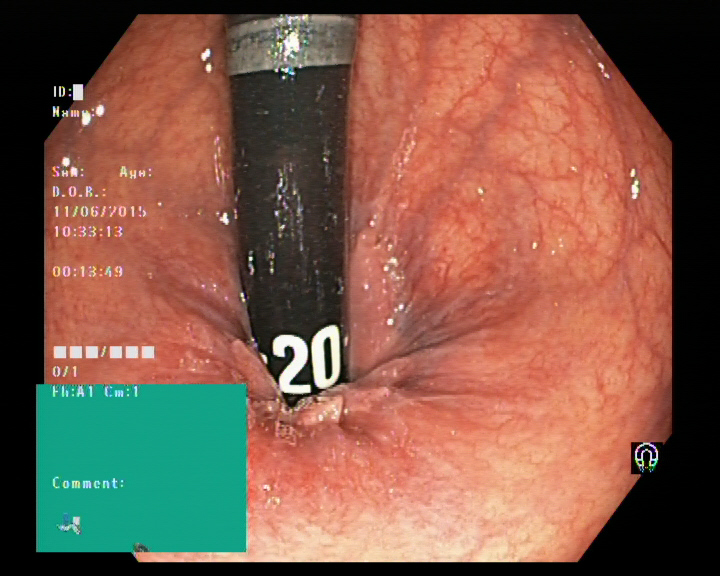 ID:
Name:
Sex: Age:
D.O.B.:
11/06/2015
10:33:13
00:13:49
/
0/1
Ph:A1 Cm:1
Comment:
20